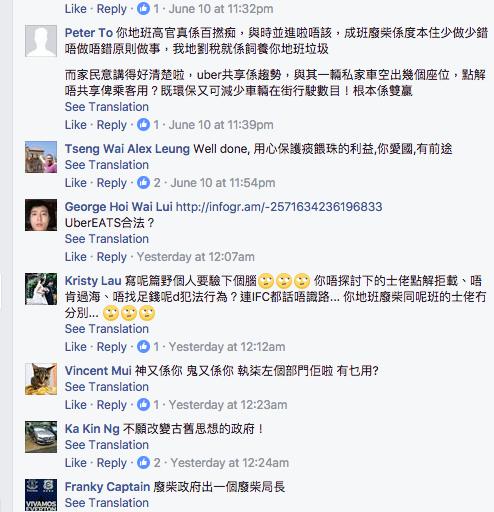 Like · Reply · 1 · June 10 at 11:32pm
Peter To 你地班高官真係百撚痴，與時並進啦唔該，成班廢柴係度本住少做少錯
唔做唔錯原則做事，我地劉稅就係飼養你地班垃圾
而家民意講得好清楚啦，uber共享係趨勢，與其一輛私家車空出幾個座位，點解
唔共享俾乘客用？既環保又可減少車輛在街行駛數目！根本係雙贏
See Translation
Like · Reply · 1 · June 10 at 11:39pm
Tseng Wai Alex Leung Well done, 用心保護痰餵珠的利益,你愛國,有前途
See Translation
Like · Reply · 2 · June 10 at 11:54pm
George Hoi Wai Lui http://infogr.am/-2571634236196833
UberEATS合法？
See Translation
Like · Reply · Yesterday at 12:07am
Kristy Lau 寫呢篇野個人要驗下個腦🙄🙄🙄 你唔探討下的士佬點解拒載、唔
肯過海、唔找足錢呢d犯法行為？連IFC都話唔識路... 你地班廢柴同呢班的士佬冇
分別... 🙄🙄🙄
See Translation
Like · Reply · 1 · Yesterday at 12:12am
Vincent Mui 神又係你 鬼又係你 執柒左個部門佢啦 有乜用?
See Translation
Like · Reply · 1 · Yesterday at 12:23am
Ka Kin Ng 不願改變古舊思想的政府！
See Translation
Like · Reply · 2 · Yesterday at 12:24am
Franky Captain 廢柴政府出一個廢柴局長
See Translation
VIVAMOS